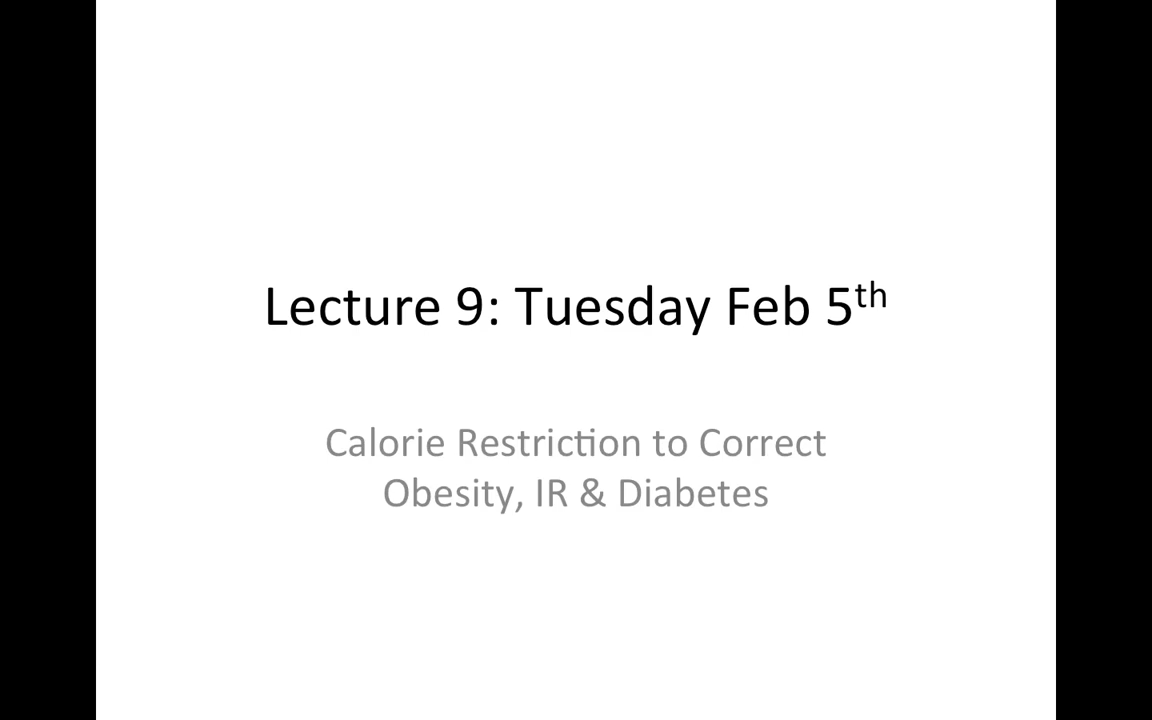 Lecture 9: Tuesday Feb 5th
Calorie Restriction to Correct
Obesity, IR & Diabetes